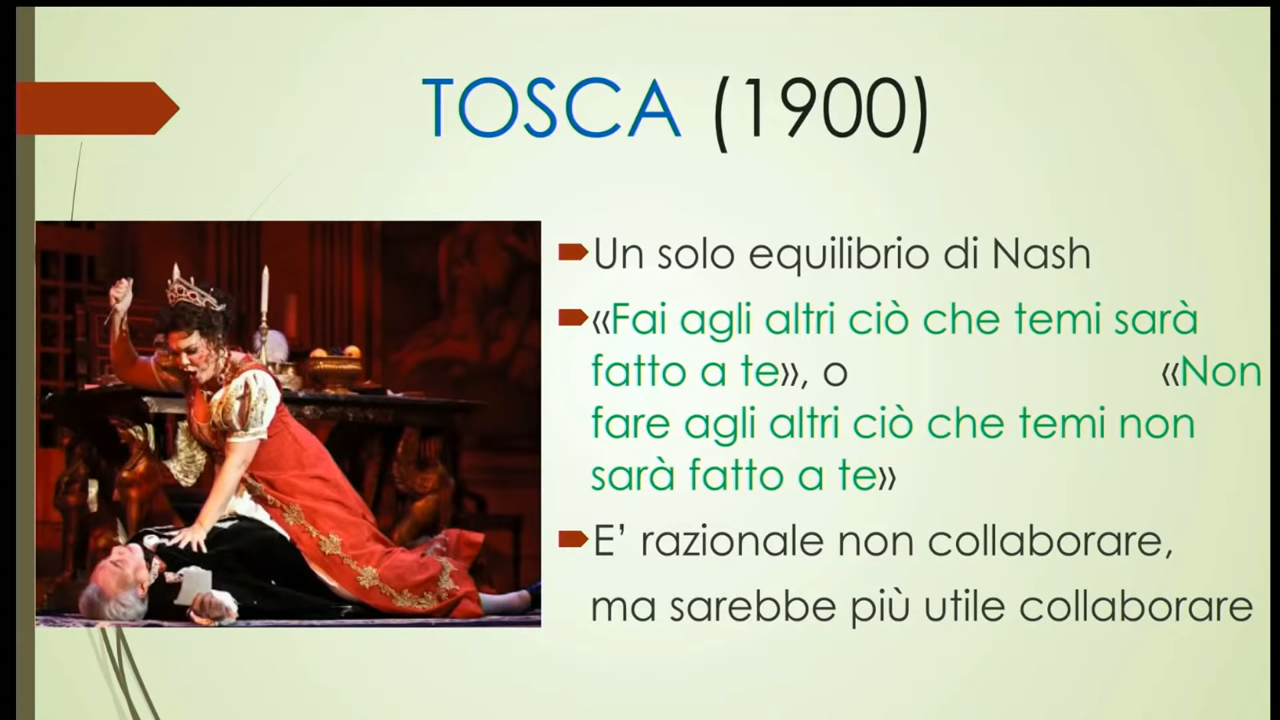 TOSCA (1900)
Un solo equilibrio di Nash
«Fai agli altri ciò che temi sarà
fatto a te», o «Non
fare agli altri ciò che temi non
sarà fatto a te»
E’ razionale non collaborare,
ma sarebbe più utile collaborare